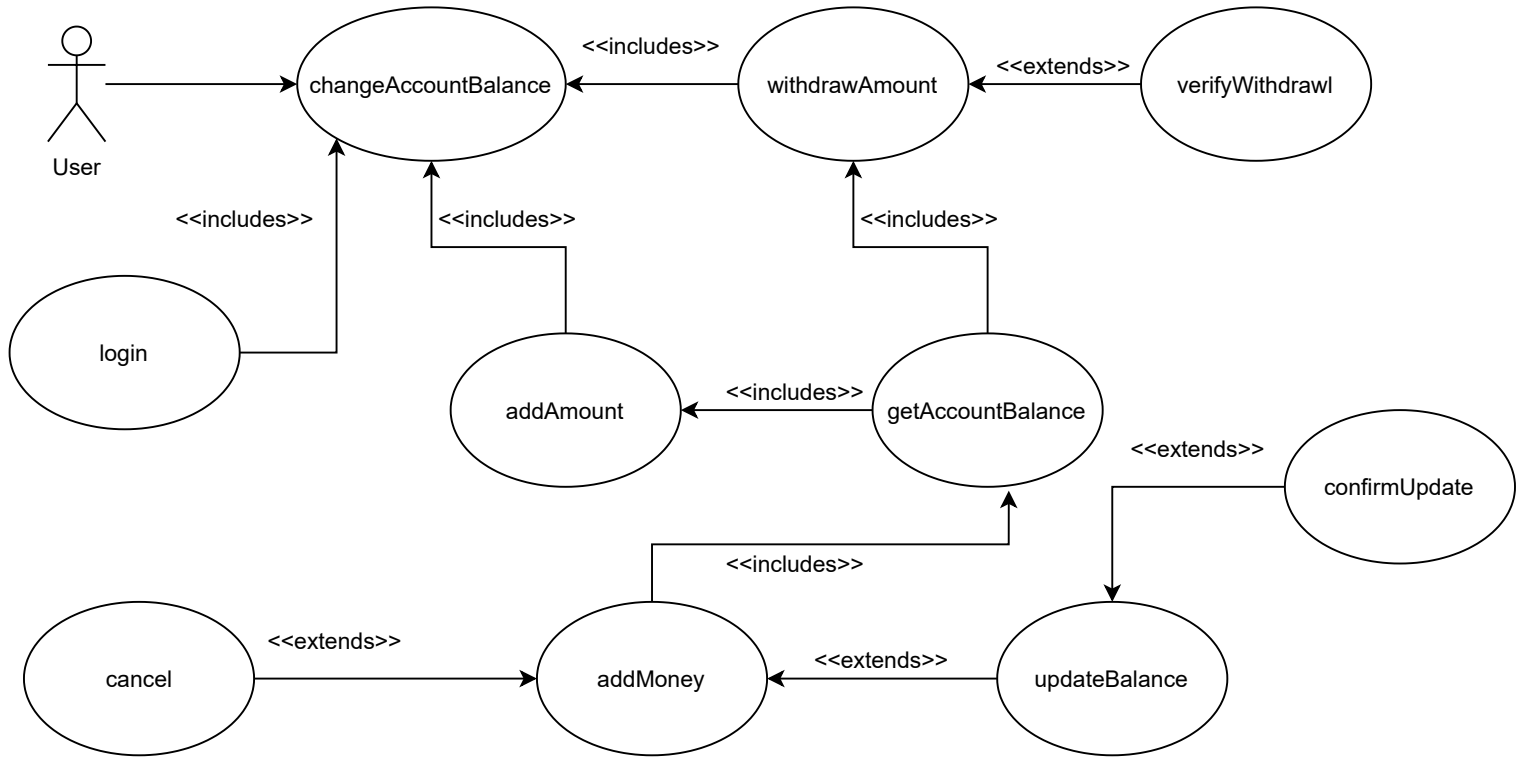 <<includes>>
<<extends>>
changeAccountBalance
withdrawAmount
verifyWithdrawl
User
<<includes>>
<<includes>>
<<includes>>
login
<<includes>>
addAmount
getAccountBalance
<<extends>>
confirmUpdate
<<includes>>
<<extends>>
<<extends>>
cancel
addMoney
updateBalance